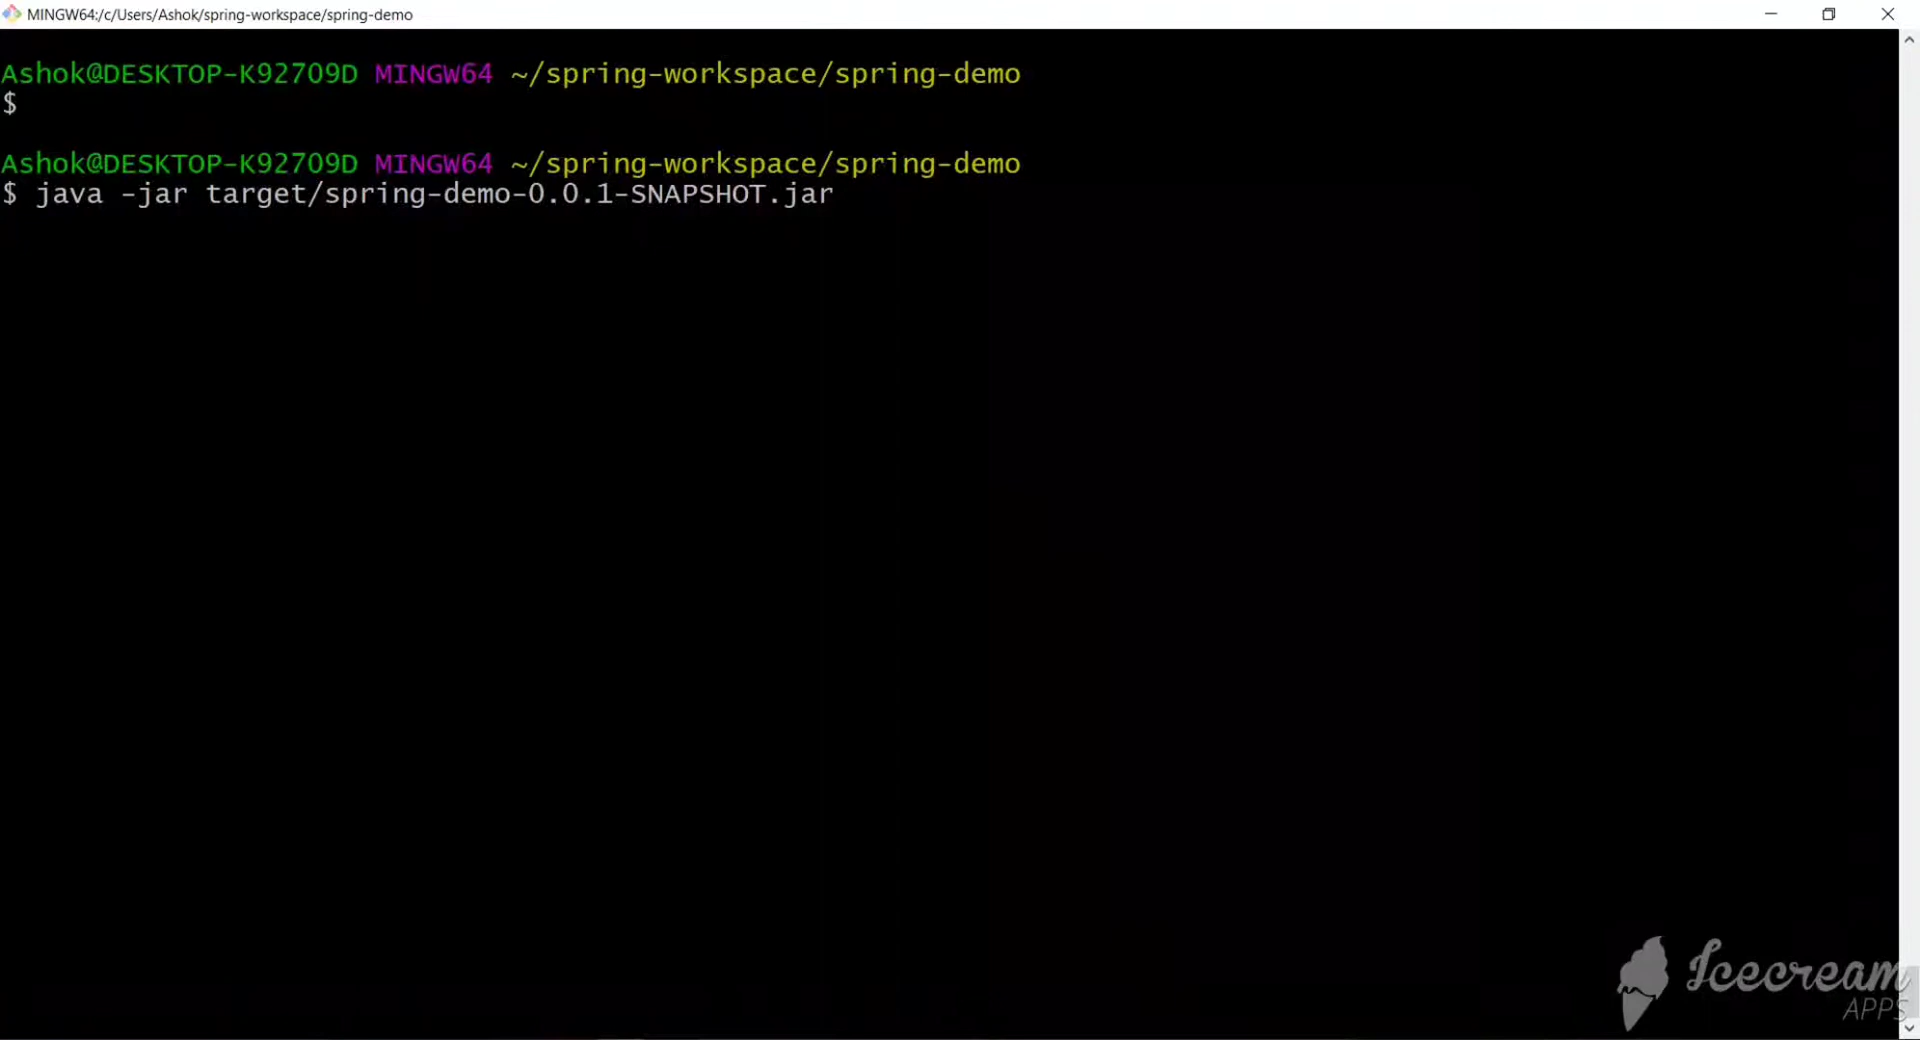 MINGW64:/c/Users/Ashok/spring-workspace/spring-demo
Ashok@DESKTOP-K92709D MINGW64 ~/spring-workspace/spring-demo
$
Ashok@DESKTOP-K92709D MINGW64 ~/spring-workspace/spring-demo
$ java -jar target/spring-demo-0.0.1-SNAPSHOT.jar
Icecream
APPS